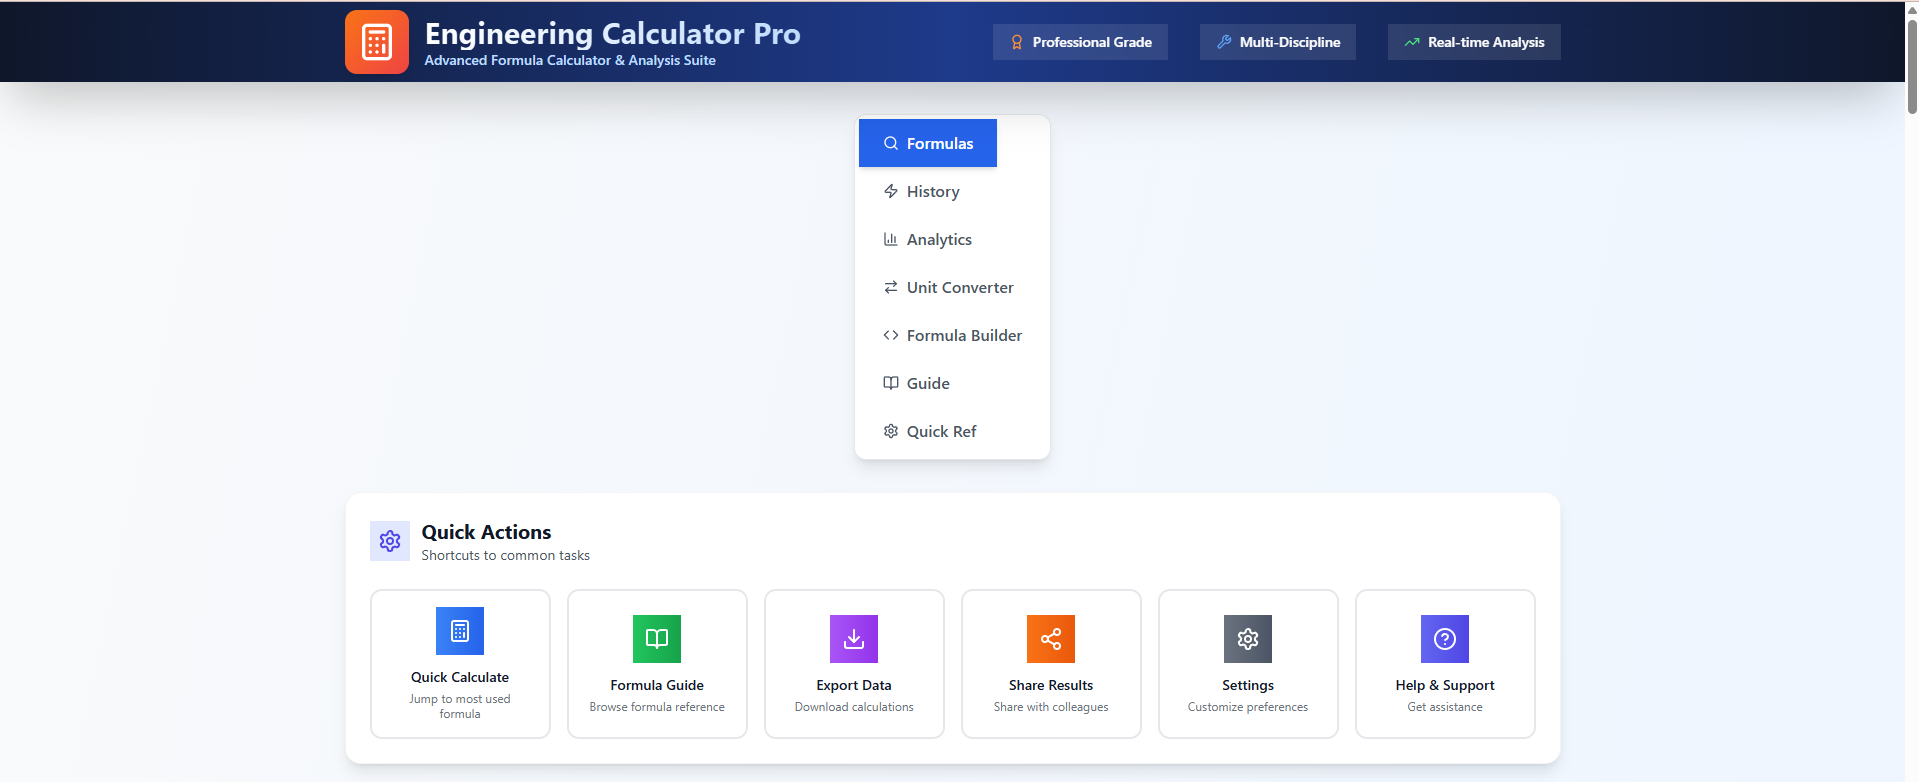 Engineering Calculator Pro
Advanced Formula Calculator & Analysis Suite
Professional Grade
Multi-Discipline
Real-time Analysis
Formulas
History
Analytics
Unit Converter
Formula Builder
Guide
Quick Ref
Quick Actions
Shortcuts to common tasks
Quick Calculate
Jump to most used
formula
Formula Guide
Browse formula reference
Export Data
Download calculations
Share Results
Share with colleagues
Settings
Customize preferences
Help & Support
Get assistance